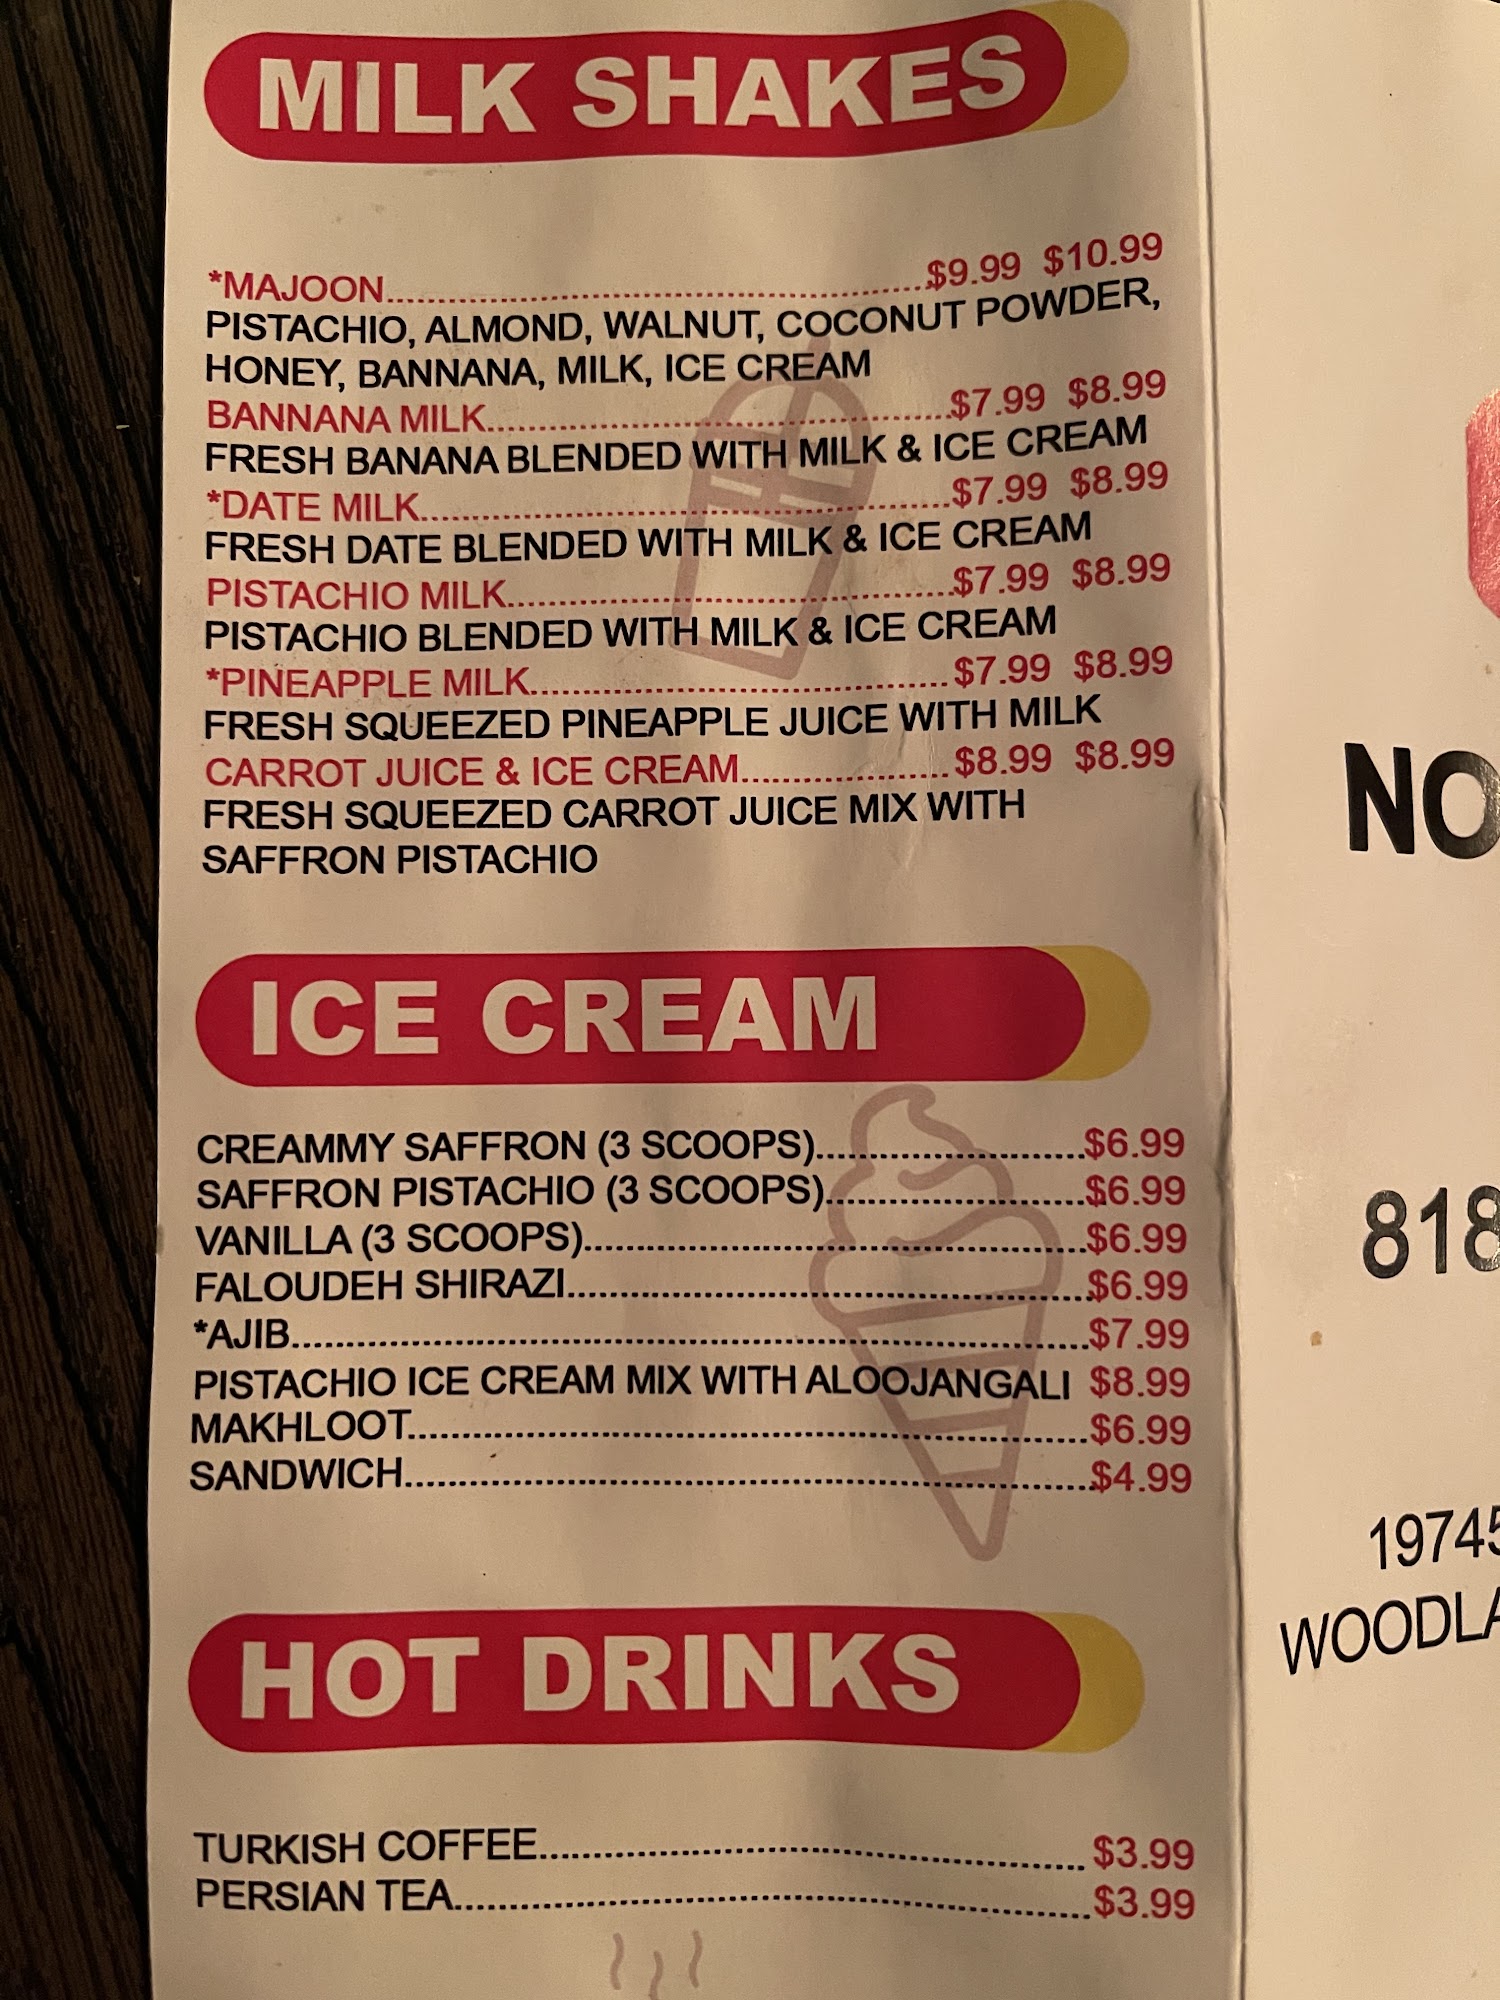 MILK SHAKES
*MAJOON.......................................................$9.99 $10.99
PISTACHIO, ALMOND, WALNUT, COCONUT POWDER,
HONEY, BANNANA, MILK, ICE CREAM
BANNANA MILK..............................................$7.99 $8.99
FRESH BANANA BLENDED WITH MILK & ICE CREAM
*DATE MILK.....................................................$7.99 $8.99
FRESH DATE BLENDED WITH MILK & ICE CREAM
PISTACHIO MILK............................................$7.99 $8.99
PISTACHIO BLENDED WITH MILK & ICE CREAM
*PINEAPPLE MILK..........................................$7.99 $8.99
FRESH SQUEEZED PINEAPPLE JUICE WITH MILK
CARROT JUICE & ICE CREAM.....................$8.99 $8.99
FRESH SQUEEZED CARROT JUICE MIX WITH
SAFFRON PISTACHIO
ICE CREAM
CREAMMY SAFFRON (3 SCOOPS)...........................$6.99
SAFFRON PISTACHIO (3 SCOOPS)..........................$6.99
VANILLA (3 SCOOPS)..................................................$6.99
FALOUDEH SHIRAZI....................................................$6.99
*AJIB................................................................................$7.99
PISTACHIO ICE CREAM MIX WITH ALOOJANGALI $8.99
MAKHLOOT....................................................................$6.99
SANDWICH.....................................................................$4.99
HOT DRINKS
TURKISH COFFEE.......................................................$3.99
PERSIAN TEA................................................................$3.99
NO
818
19745
WOODLA